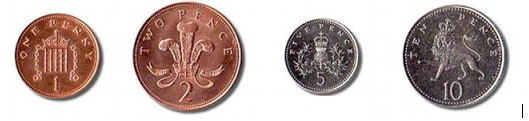 ONE PENNY
1
TWO PENCE
2
FIVE PENCE
5
TEN PENCE
10